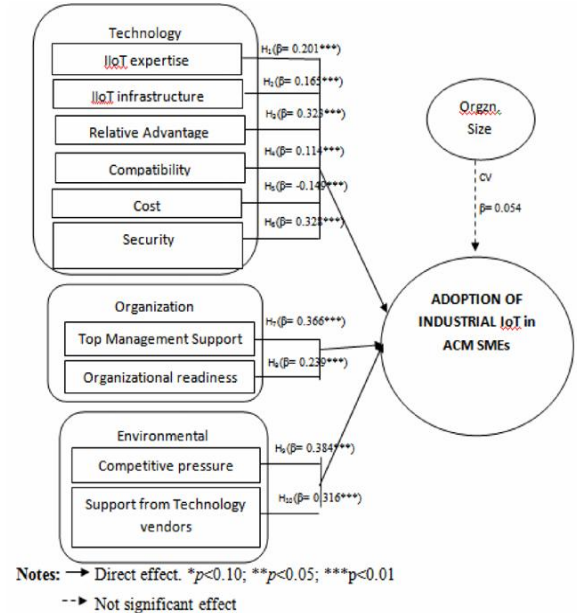 Technology
IIoT expertise
H₁(β= 0.201***)
IIoT infrastructure
H₂(β= 0.165***)
Relative Advantage
H₃(β= 0.323***)
Compatibility
H₄(β= 0.114***)
Cost
H₅(β= -0.149***)
Security
H₆(β= 0.328***)
Orgzn.
Size
CV
β= 0.054
ADOPTION OF
INDUSTRIAL IoT in
ACM SMEs
Organization
Top Management Support
H₇(β= 0.366***)
Organizational readiness
H₈(β= 0.239***)
Environmental
Competitive pressure
H₉(β= 0.384***)
Support from Technology
vendors
H₁₀(β= 0.316***)
Notes: → Direct effect. *p<0.10; **p<0.05; ***p<0.01
--→ Not significant effect